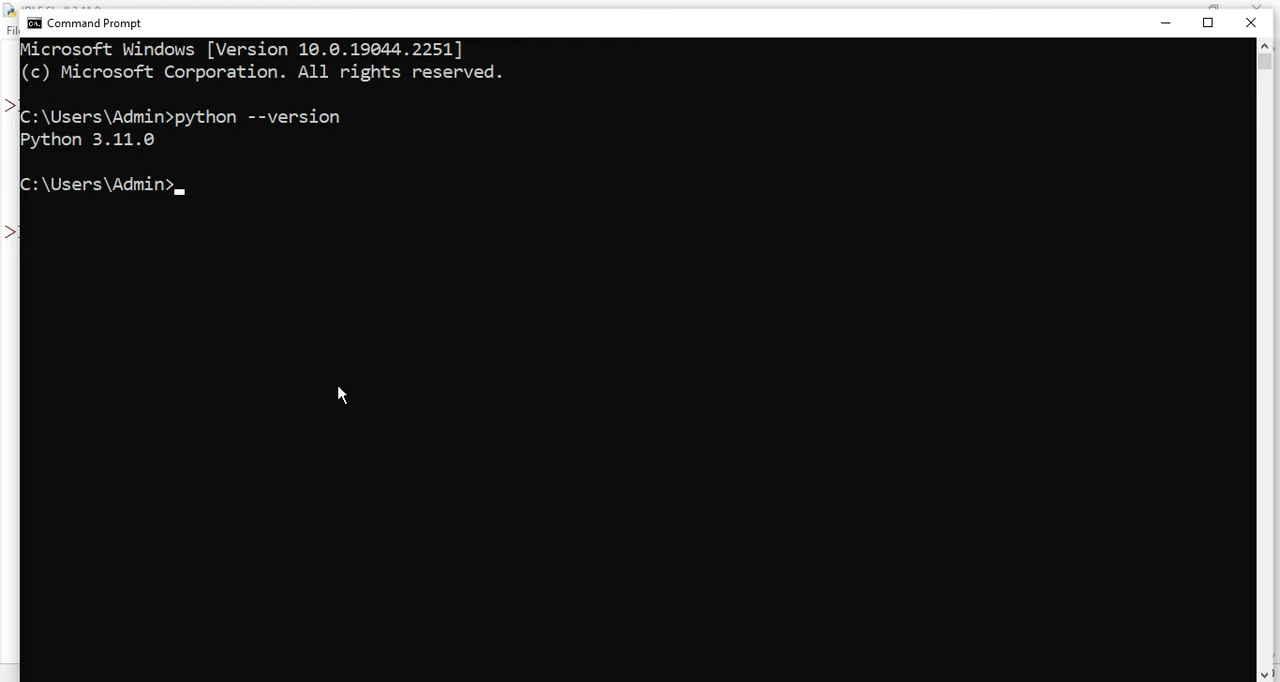 Command Prompt
Microsoft Windows [Version 10.0.19044.2251]
(c) Microsoft Corporation. All rights reserved.
C:\Users\Admin>python --version
Python 3.11.0
C:\Users\Admin>